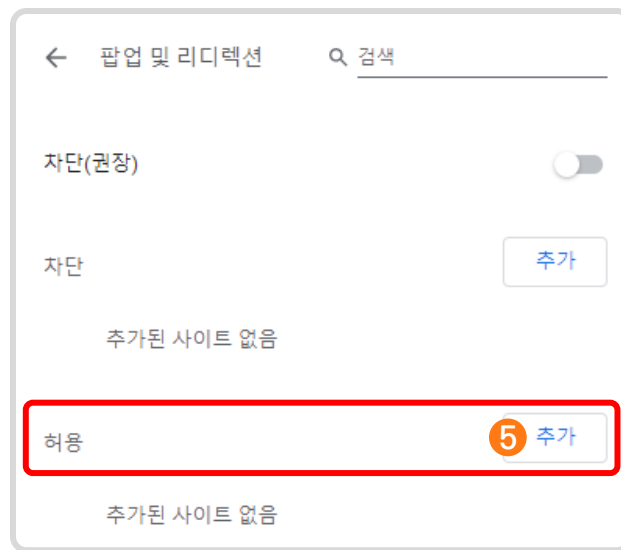 ← 팝업 및 리디렉션 검색
차단(권장)
차단 추가
추가된 사이트 없음
허용 5 추가
추가된 사이트 없음